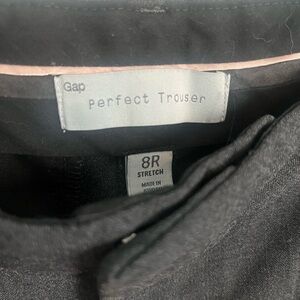 Gap
Perfect Trouser
8R
STRETCH
MADE IN